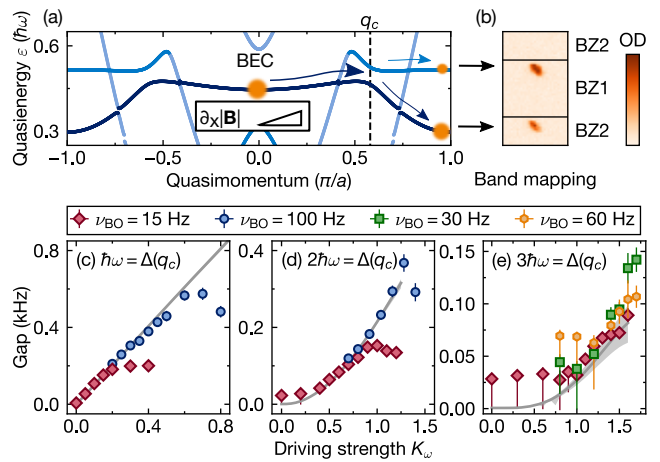 (a)
q_c
(b)
Quasienergy ε (ħω)
0.6
0.3
BEC
∂ₓ|B|
−1.0
−0.5
0.0
0.5
1.0
Quasimomentum (π/a)
BZ2
BZ1
BZ2
OD
Band mapping
ν_BO = 15 Hz
ν_BO = 100 Hz
ν_BO = 30 Hz
ν_BO = 60 Hz
(c) ħω = Δ(q_c)
Gap (kHz)
0.8
0.4
0.0
0.0
0.4
0.8
(d) 2ħω = Δ(q_c)
0.4
0.2
0.0
0.0
0.5
1.0
1.5
(e) 3ħω = Δ(q_c)
0.15
0.10
0.05
0.00
0.0
0.5
1.0
1.5
Driving strength K_ω